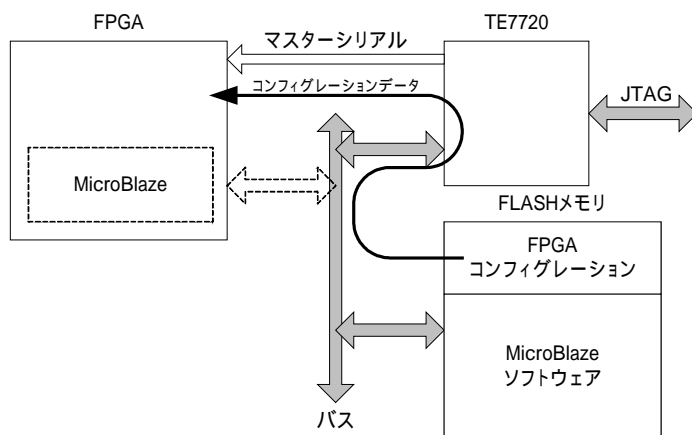 FPGA
TE7720
マスターシリアル
コンフィグレーションデータ
JTAG
MicroBlaze
FLASHメモリ
FPGA
コンフィグレーション
MicroBlaze
ソフトウェア
バス